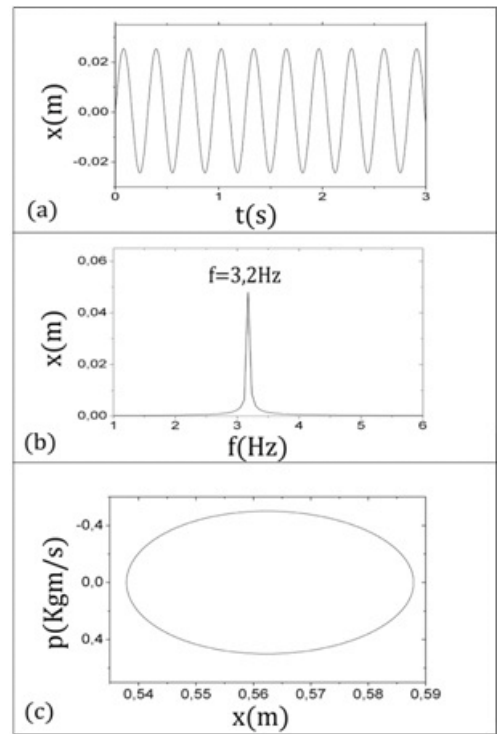 0,02
x(m)
0,00
-0,02
0 1 2 3
(a) t(s)
0,06
f=3,2Hz
x(m)
0,04
0,02
0,00
1 2 3 4 5 6
(b) f(Hz)
-0,4
p(Kgm/s)
0,0
0,4
0,54 0,55 0,56 0,57 0,58 0,59
(c) x(m)